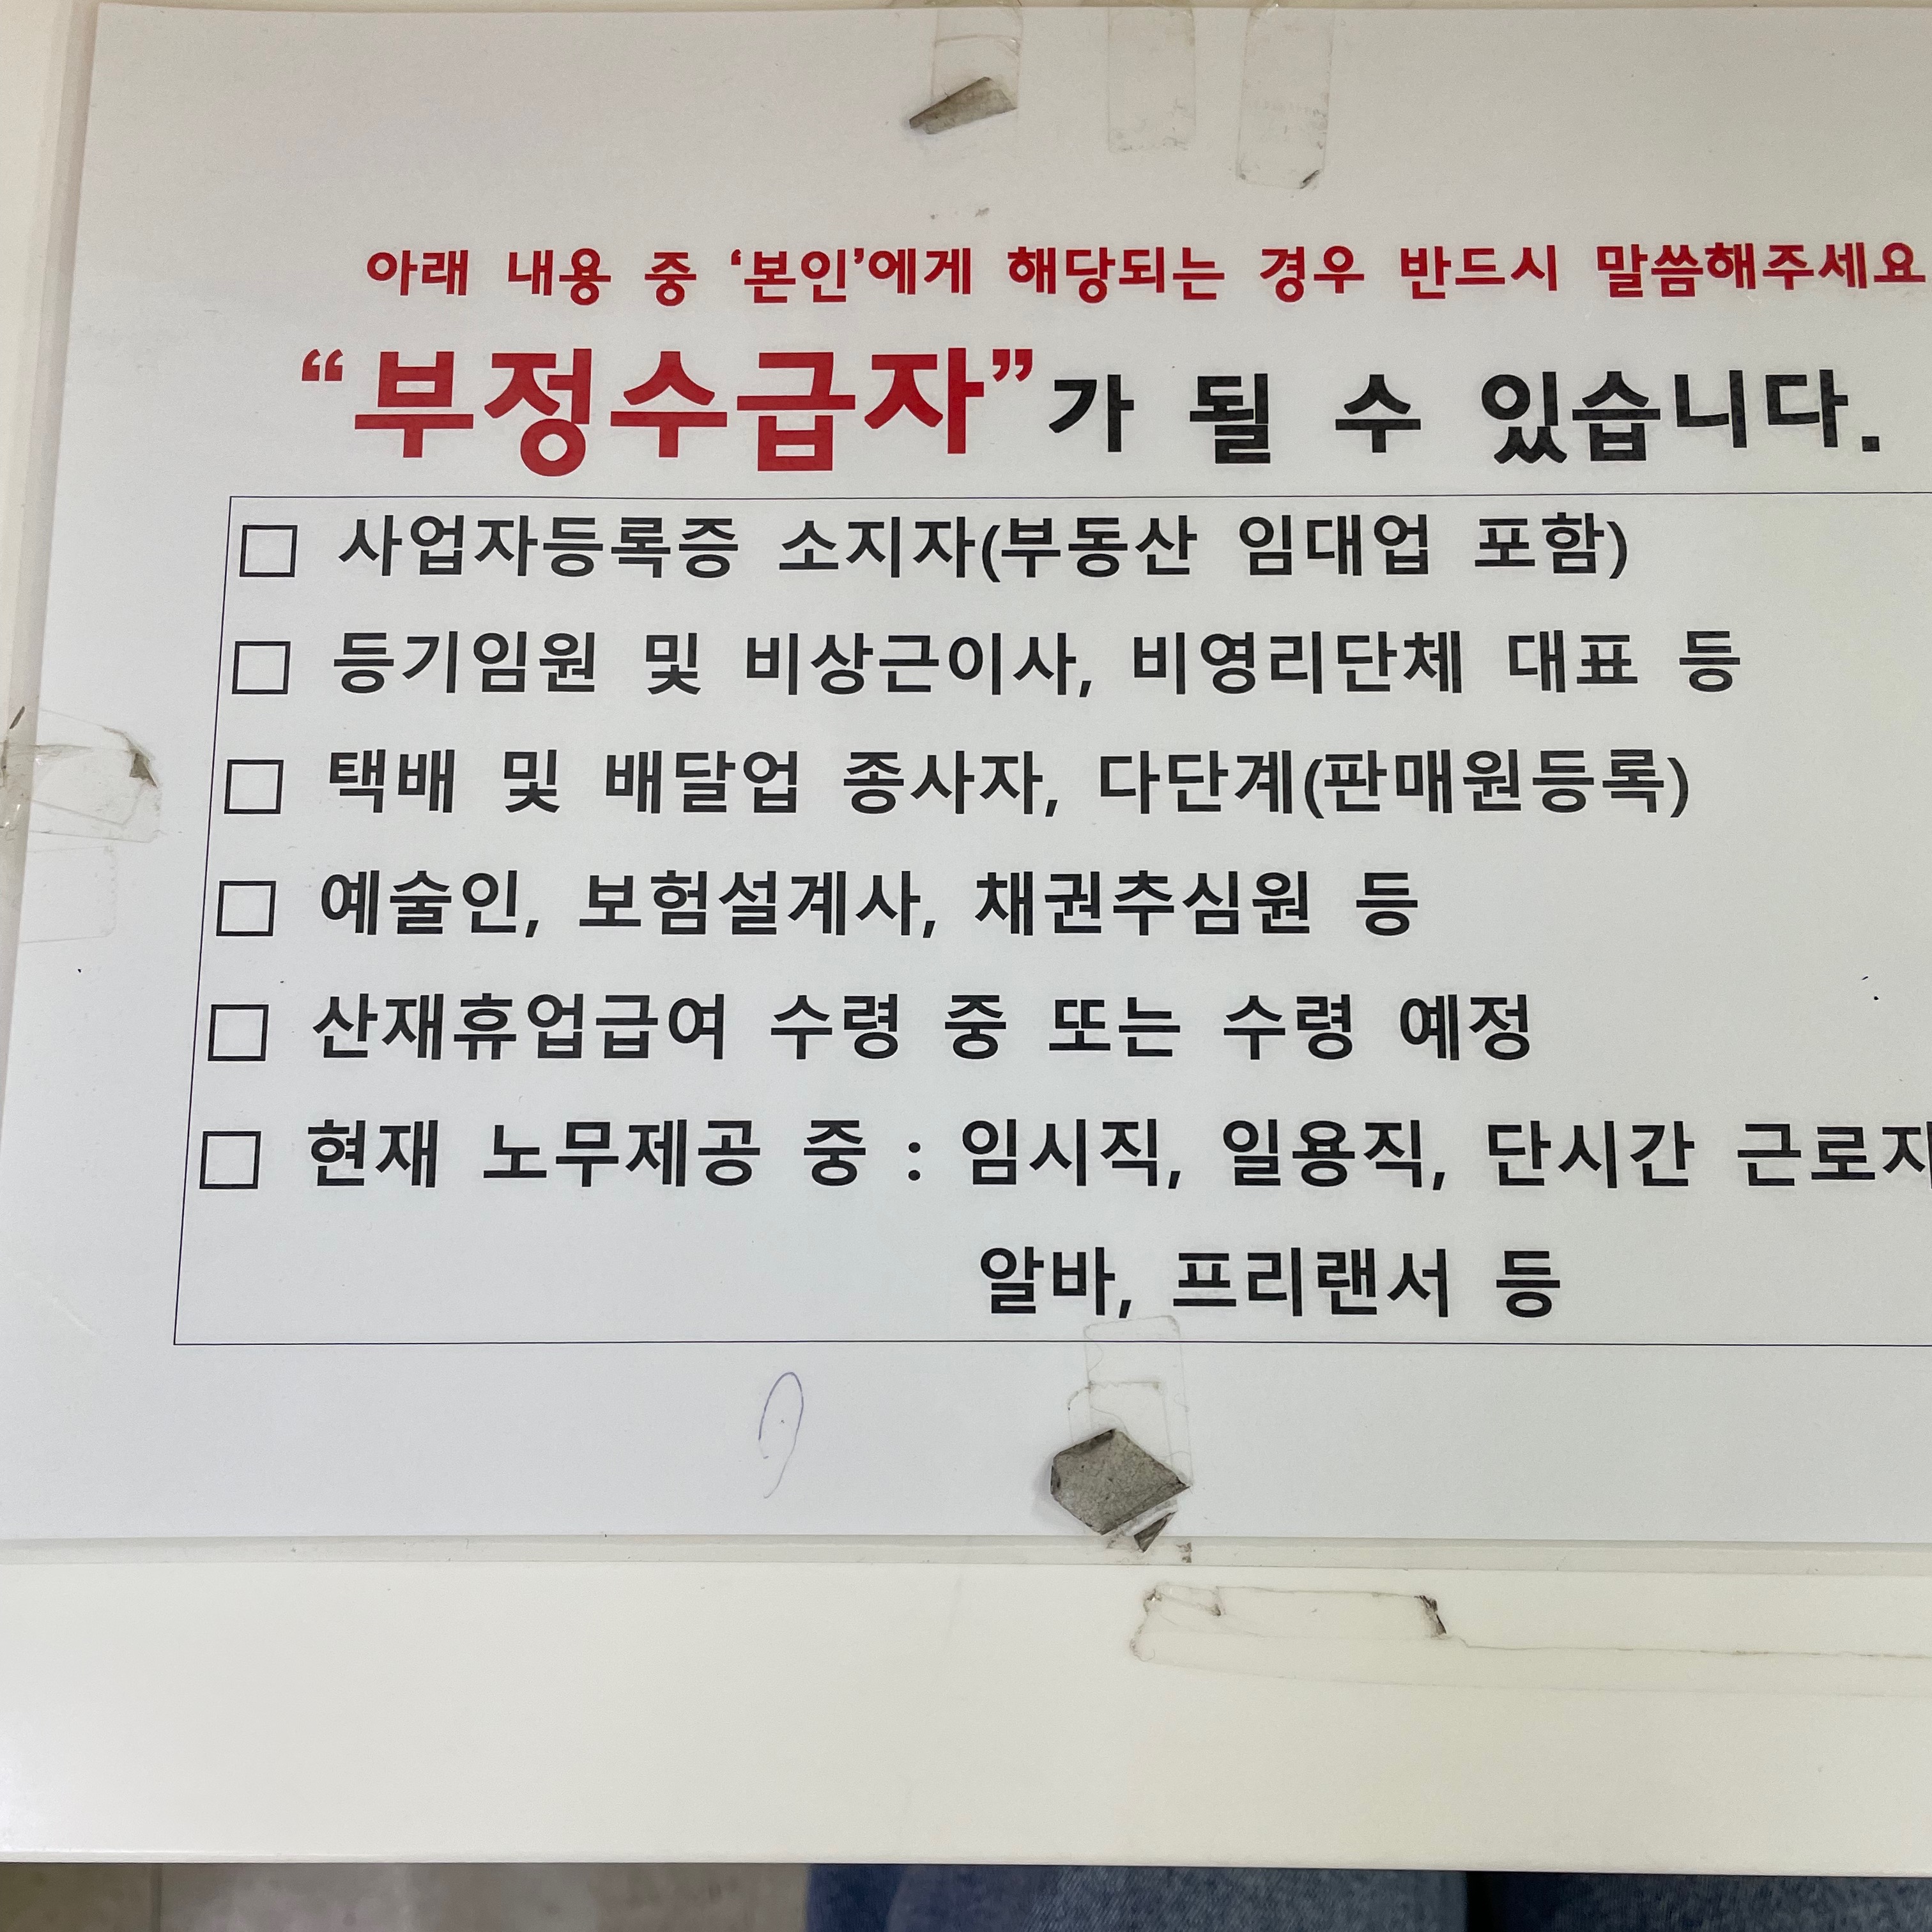 아래 내용 중 ‘본인’에게 해당되는 경우 반드시 말씀해주세요
“부정수급자”가 될 수 있습니다.
□ 사업자등록증 소지자(부동산 임대업 포함)
□ 등기임원 및 비상근이사, 비영리단체 대표 등
□ 택배 및 배달업 종사자, 다단계(판매원등록)
□ 예술인, 보험설계사, 채권추심원 등
□ 산재휴업급여 수령 중 또는 수령 예정
□ 현재 노무제공 중 : 임시직, 일용직, 단시간 근로자
알바, 프리랜서 등